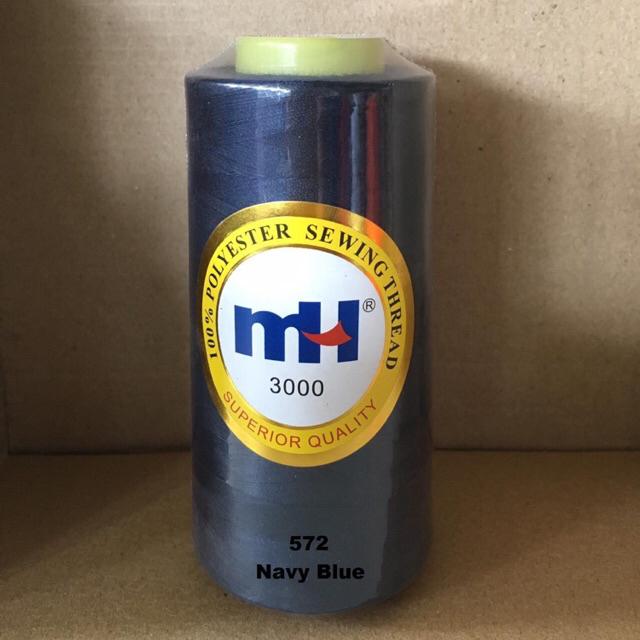 100% POLYESTER SEWING THREAD
mH®
3000
SUPERIOR QUALITY
572
Navy Blue